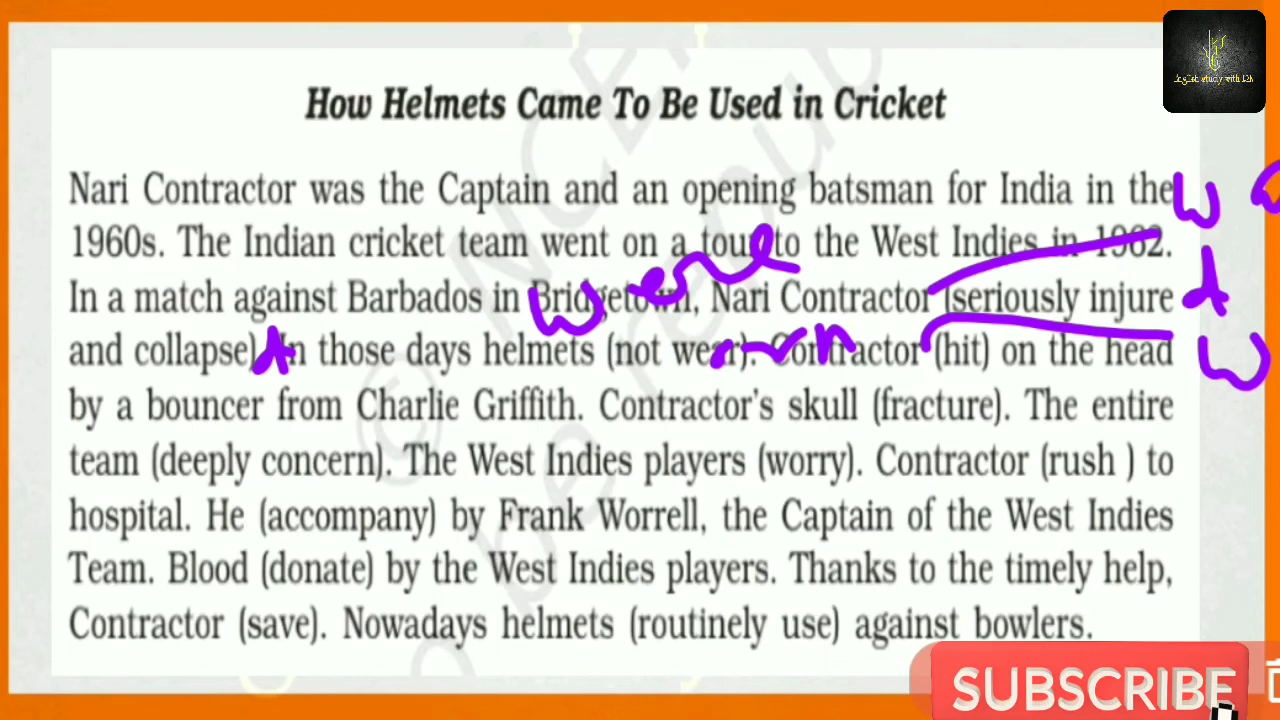 How Helmets Came To Be Used in Cricket
Nari Contractor was the Captain and an opening batsman for India in the
1960s. The Indian cricket team went on a tour to the West Indies in 1962.
In a match against Barbados in Bridgetown, Nari Contractor (seriously injure
and collapse). In those days helmets (not wear). Contractor (hit) on the head
by a bouncer from Charlie Griffith. Contractor's skull (fracture). The entire
team (deeply concern). The West Indies players (worry). Contractor (rush ) to
hospital. He (accompany) by Frank Worrell, the Captain of the West Indies
Team. Blood (donate) by the West Indies players. Thanks to the timely help,
Contractor (save). Nowadays helmets (routinely use) against bowlers.
were
SUBSCRIBE